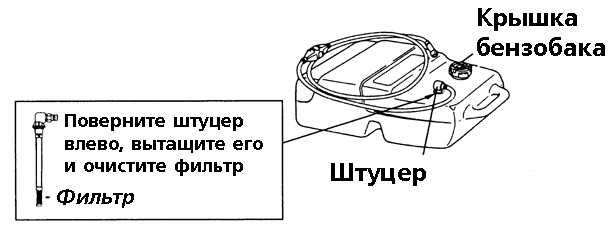 Крышка
бензобака
Поверните штуцер
влево, вытащите его
и очистите фильтр
Фильтр
Штуцер